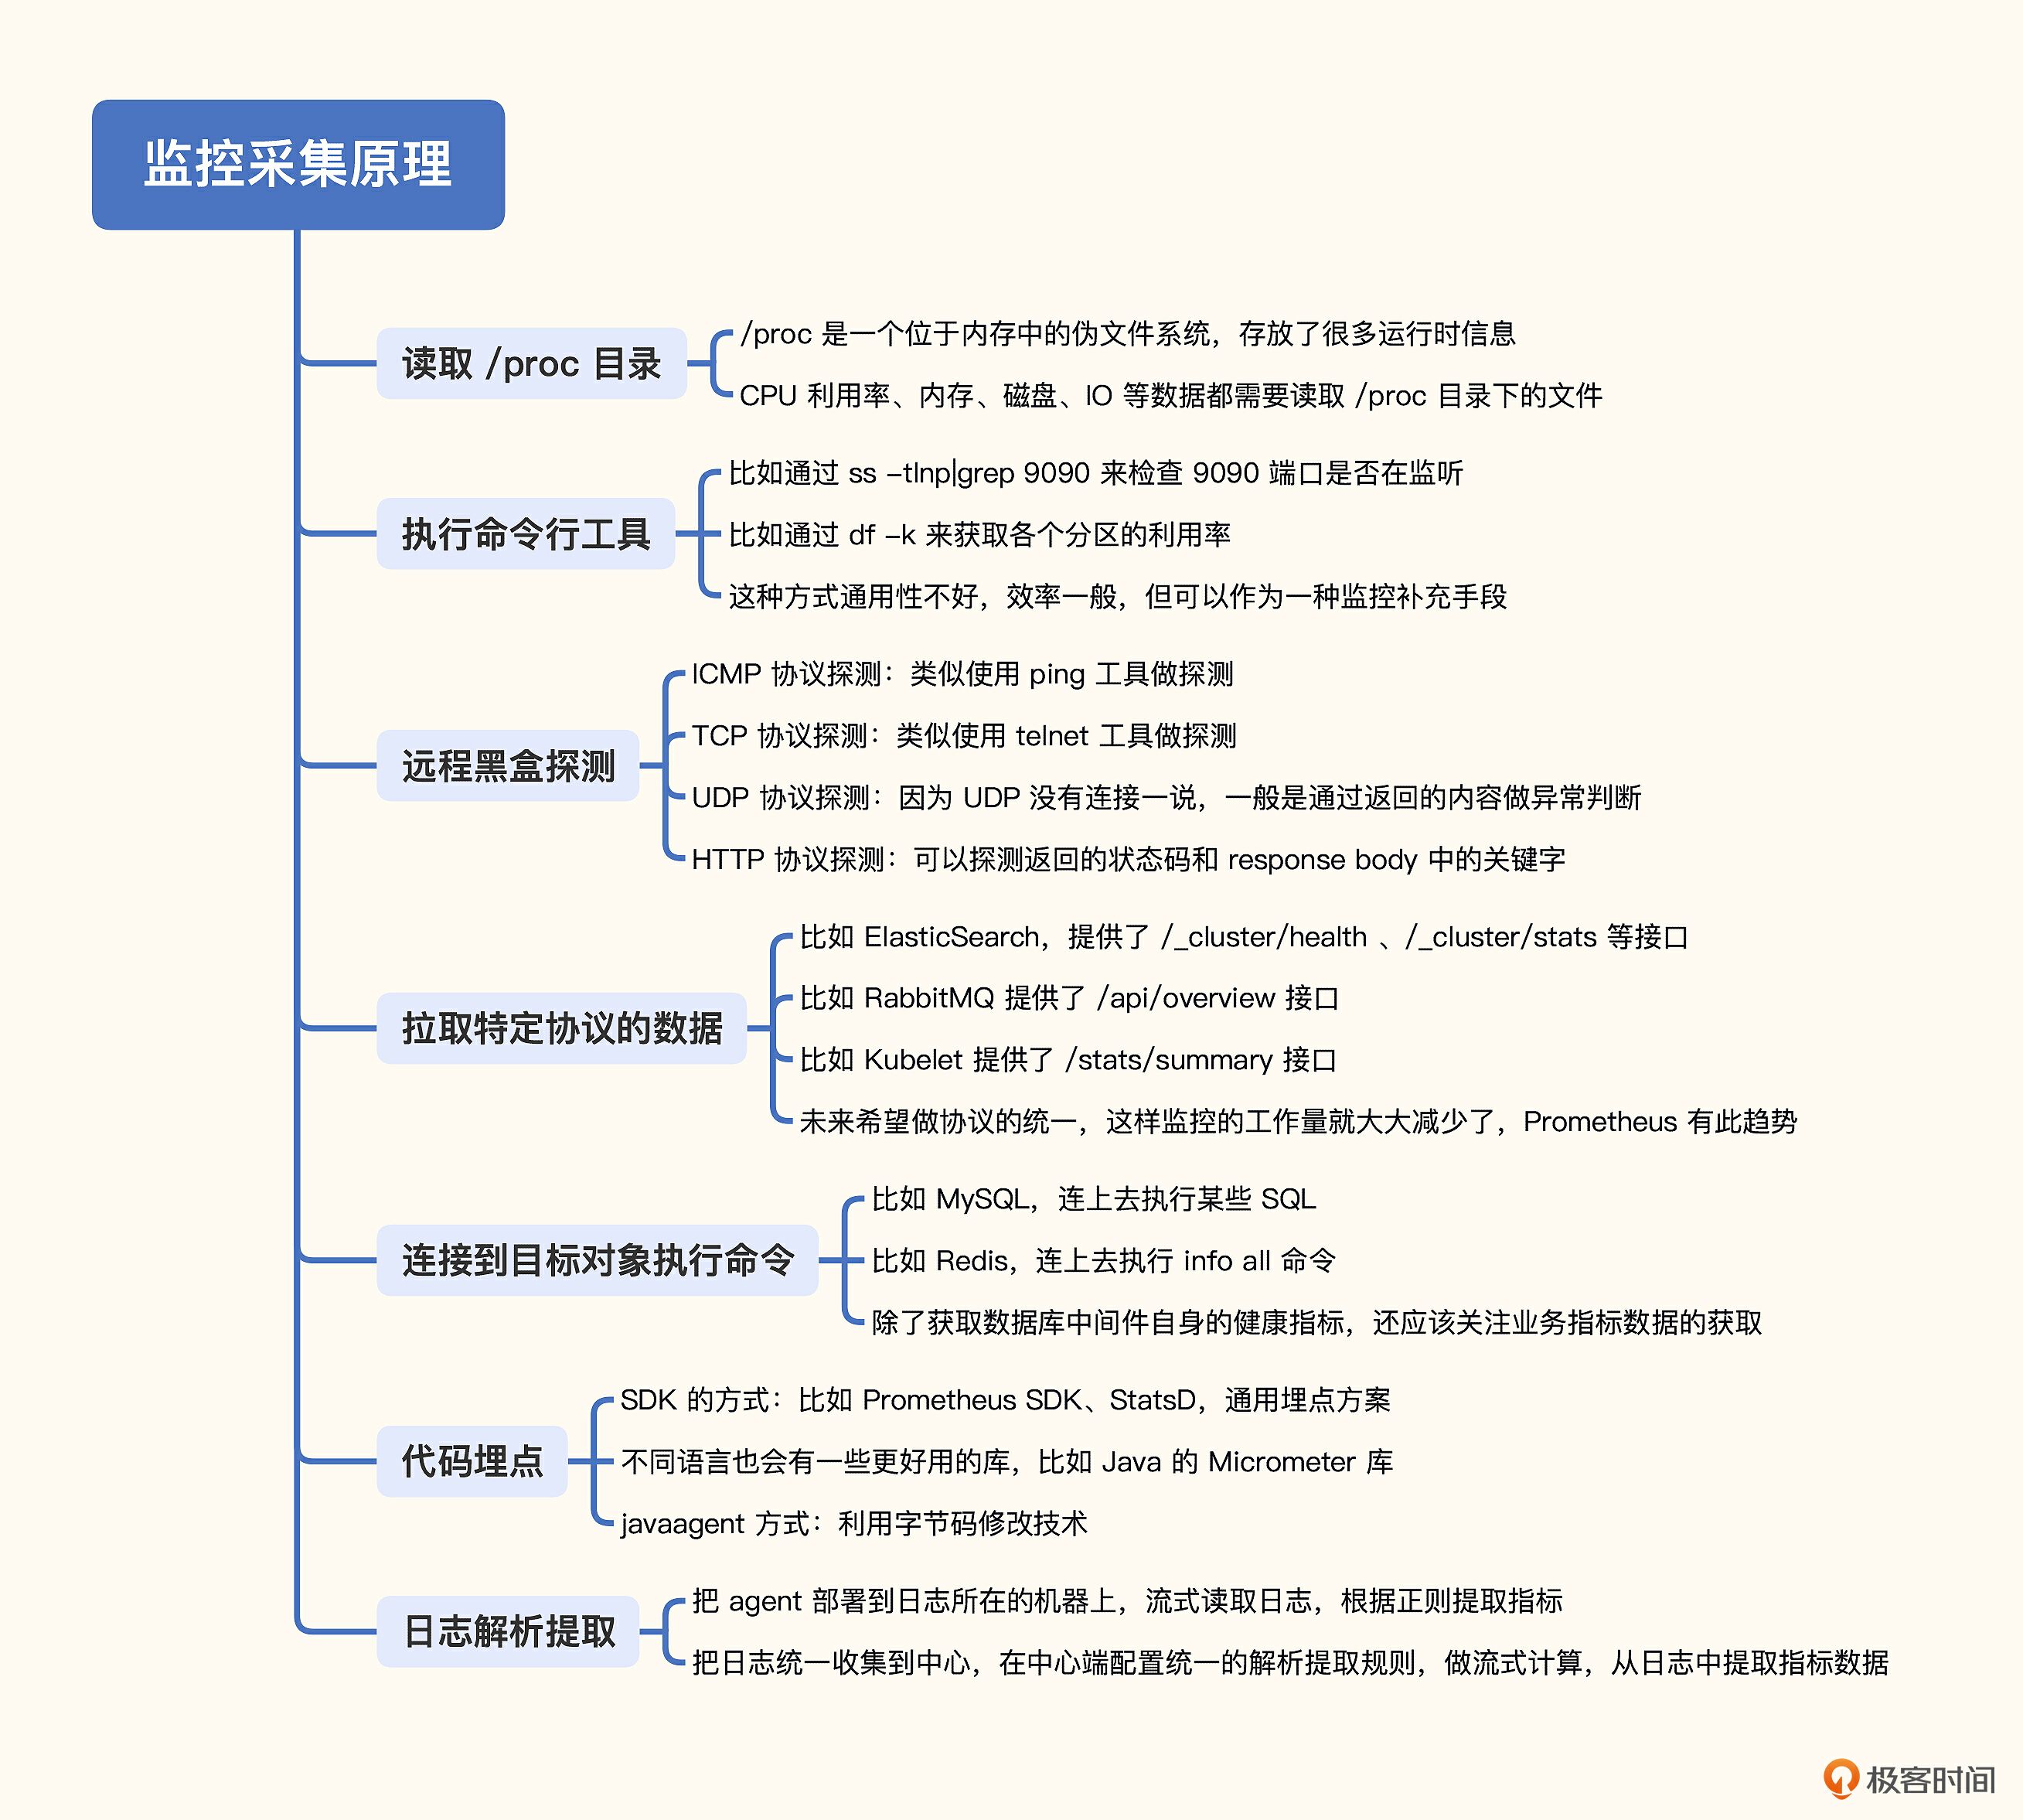 监控采集原理
读取 /proc 目录
/proc 是一个位于内存中的伪文件系统，存放了很多运行时信息
CPU 利用率、内存、磁盘、IO 等数据都需要读取 /proc 目录下的文件
执行命令行工具
比如通过 ss -tlnp|grep 9090 来检查 9090 端口是否在监听
比如通过 df -k 来获取各个分区的利用率
这种方式通用性不好，效率一般，但可以作为一种监控补充手段
远程黑盒探测
ICMP 协议探测：类似使用 ping 工具做探测
TCP 协议探测：类似使用 telnet 工具做探测
UDP 协议探测：因为 UDP 没有连接一说，一般是通过返回的内容做异常判断
HTTP 协议探测：可以探测返回的状态码和 response body 中的关键字
拉取特定协议的数据
比如 ElasticSearch，提供了 /_cluster/health 、/_cluster/stats 等接口
比如 RabbitMQ 提供了 /api/overview 接口
比如 Kubelet 提供了 /stats/summary 接口
未来希望做协议的统一，这样监控的工作量就大大减少了，Prometheus 有此趋势
连接到目标对象执行命令
比如 MySQL，连上去执行某些 SQL
比如 Redis，连上去执行 info all 命令
除了获取数据库中间件自身的健康指标，还应该关注业务指标数据的获取
代码埋点
SDK 的方式：比如 Prometheus SDK、StatsD，通用埋点方案
不同语言也会有一些更好用的库，比如 Java 的 Micrometer 库
javaagent 方式：利用字节码修改技术
日志解析提取
把 agent 部署到日志所在的机器上，流式读取日志，根据正则提取指标
把日志统一收集到中心，在中心端配置统一的解析提取规则，做流式计算，从日志中提取指标数据
极客时间